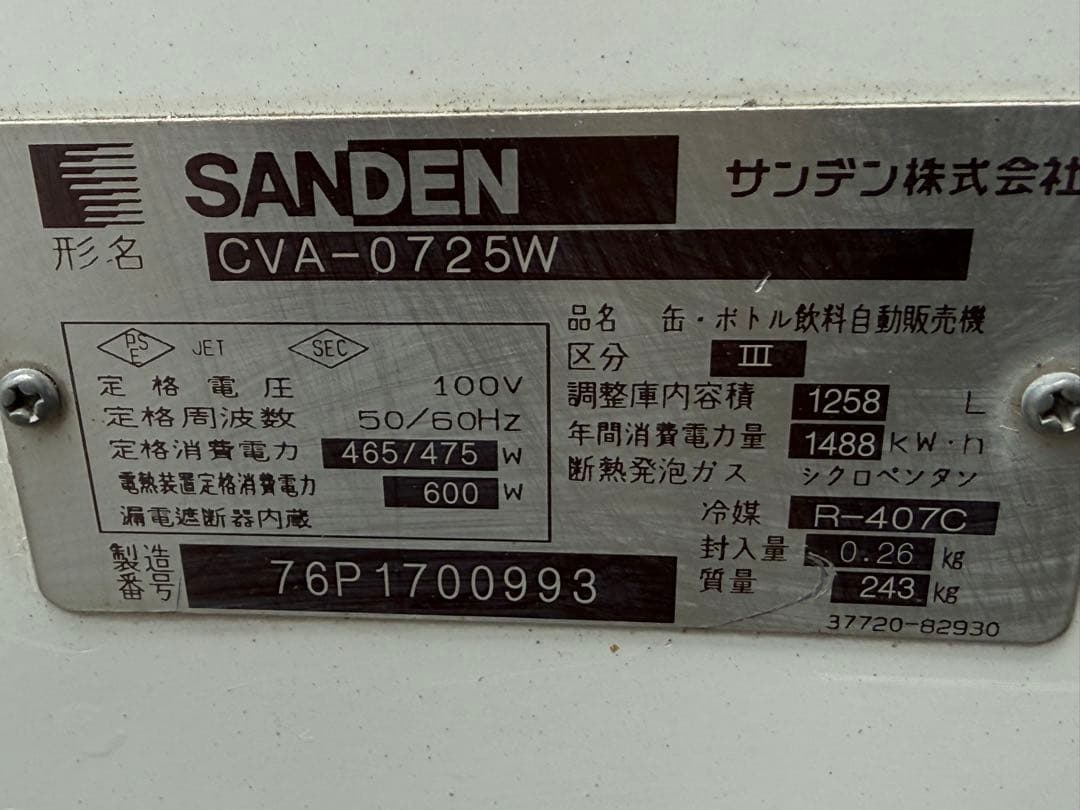 SANDEN サンデン株式会社
形名 CVA-0725W
PSE JET SEC
定格電圧 100V
定格周波数 50/60Hz
定格消費電力 465/475 W
電熱装置定格消費電力 600 W
漏電遮断器内蔵
製造番号 76P1700993
品名 缶・ボトル飲料自動販売機
区分 III
調整庫内容積 1258 L
年間消費電力量 1488 KW・h
断熱発泡ガス シクロペンタン
冷媒 R-407C
封入量 0.26 kg
質量 243 kg
37720-82930